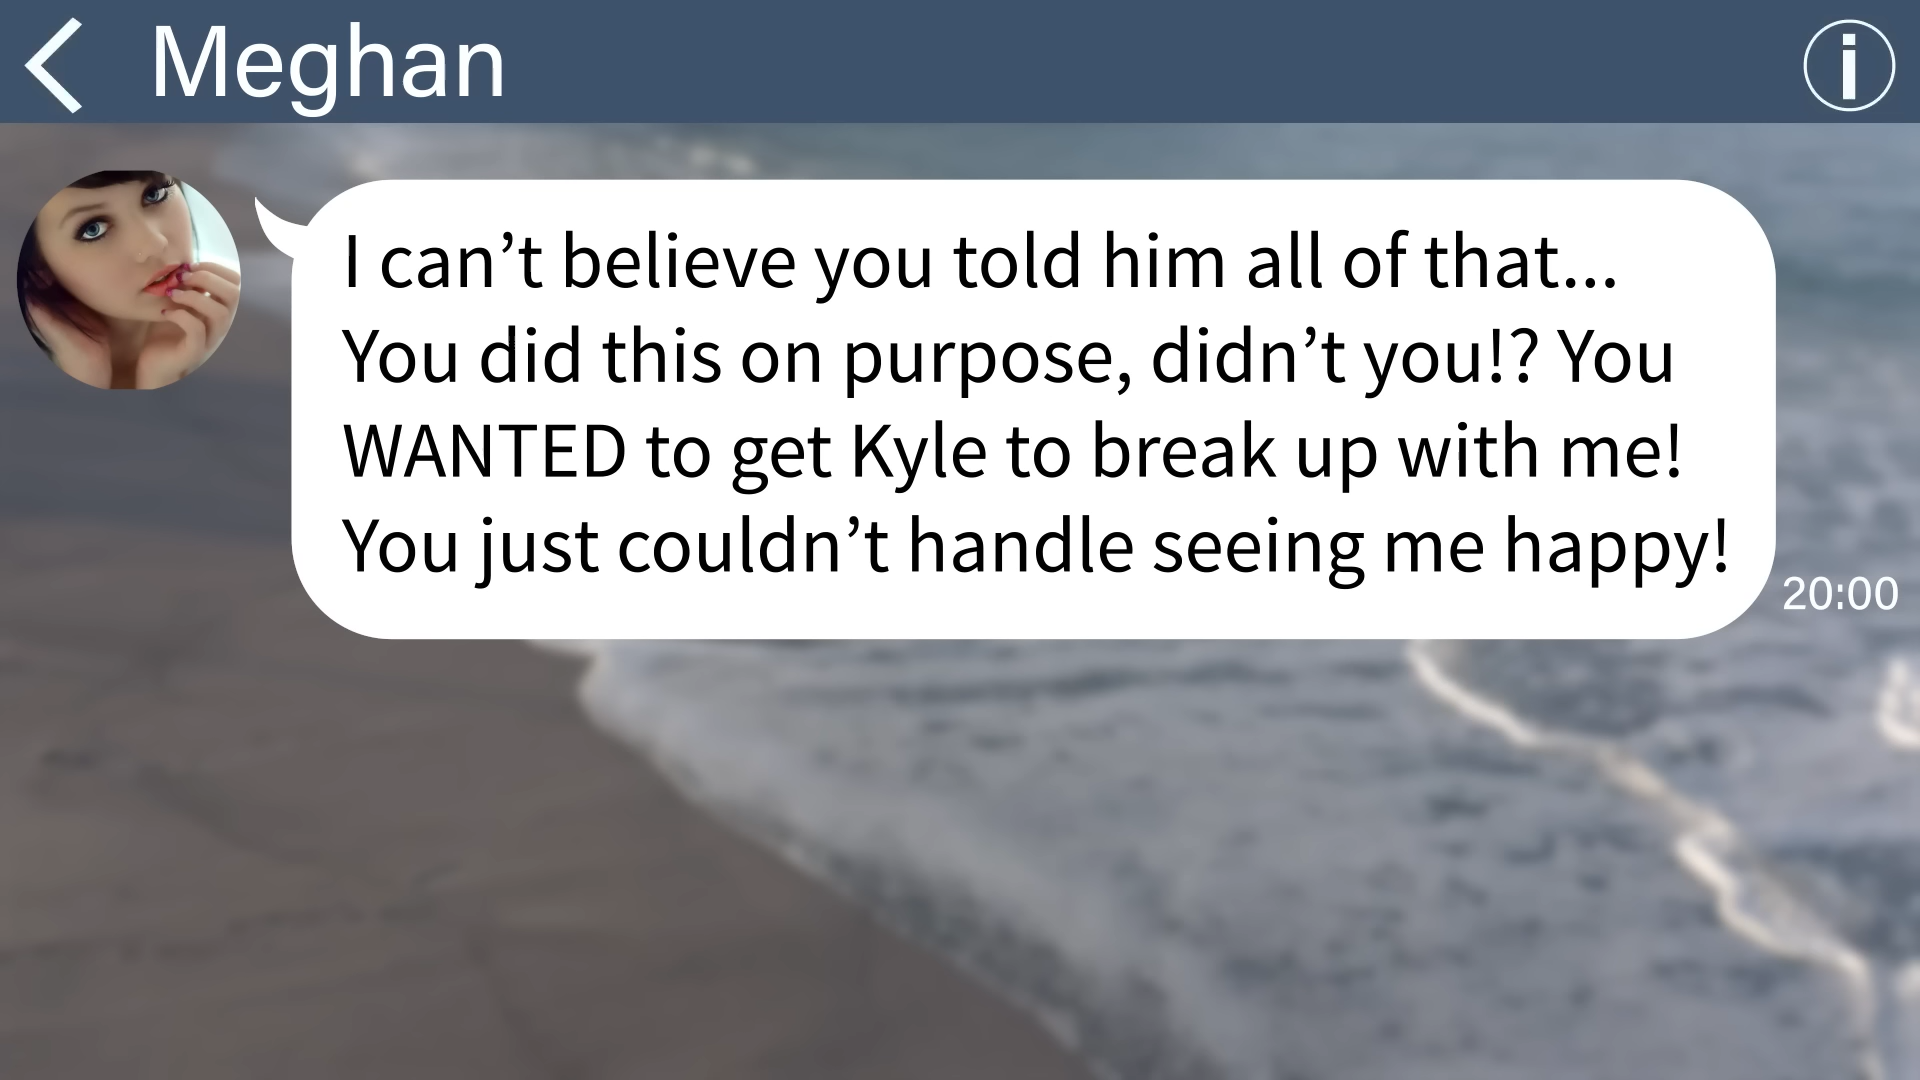 Meghan
I can’t believe you told him all of that...
You did this on purpose, didn’t you!? You
WANTED to get Kyle to break up with me!
You just couldn’t handle seeing me happy!
20:00